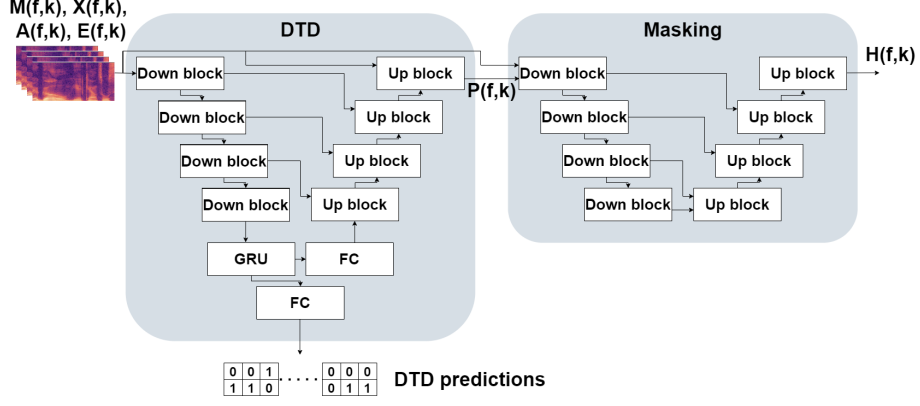 M(f,k), X(f,k),
A(f,k), E(f,k)
DTD
Masking
H(f,k)
Down block
Up block
P(f,k)
Down block
Up block
Down block
Up block
Down block
Up block
Down block
Up block
Down block
Up block
Down block
Up block
Down block
Up block
GRU
FC
FC
0 0 1
1 1 0
0 0 0
0 1 1
DTD predictions